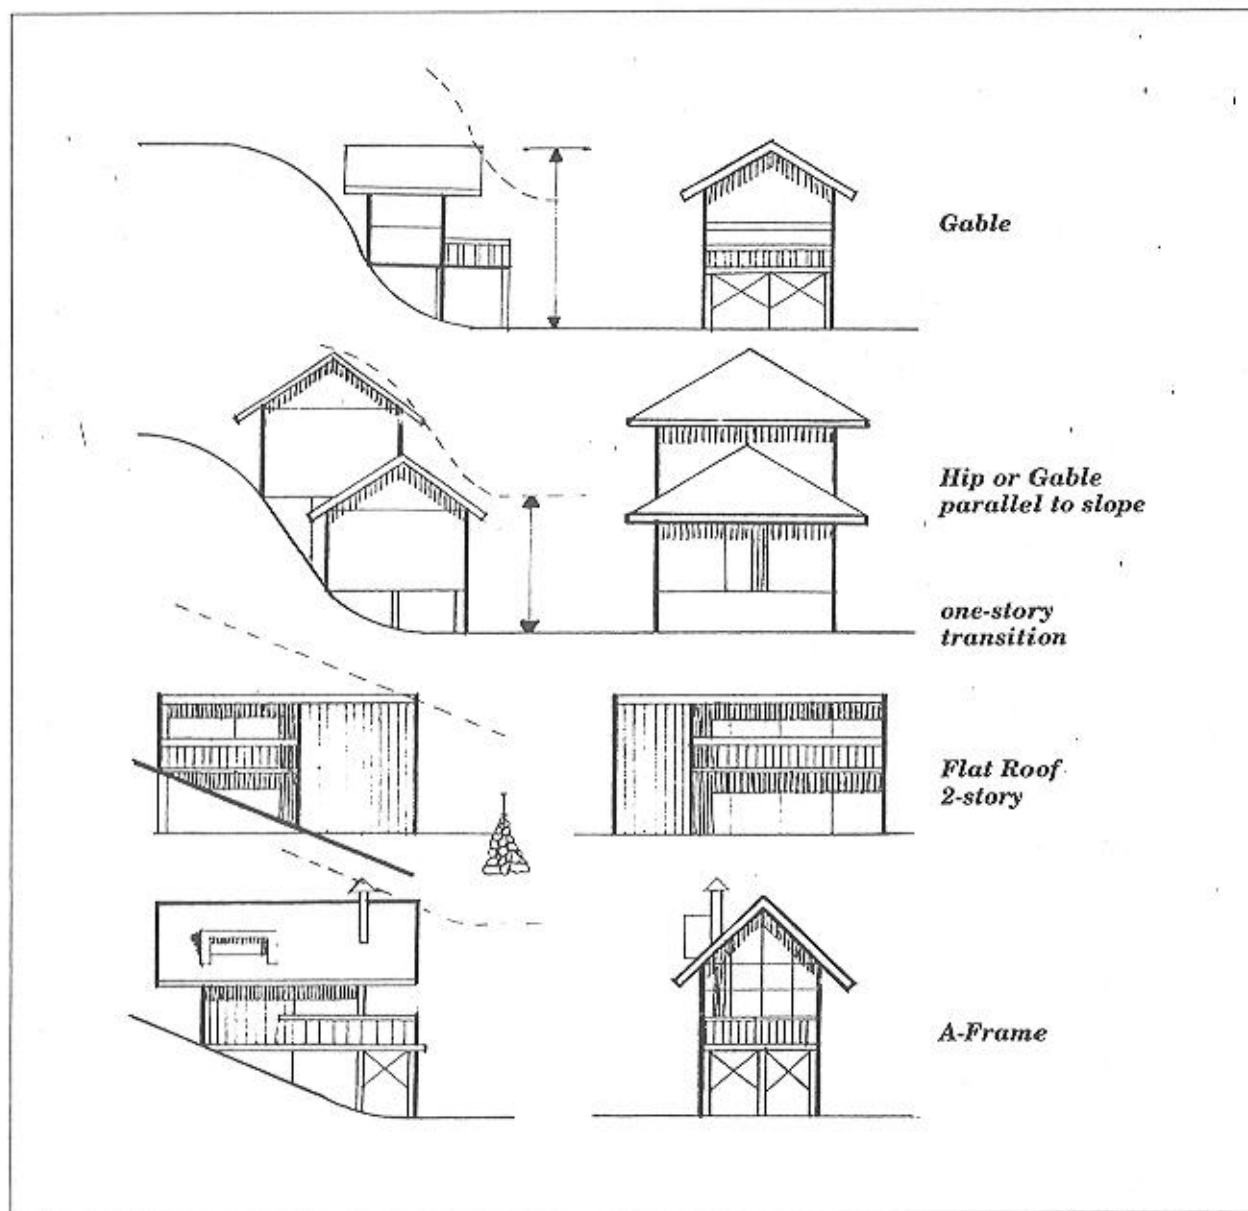 Gable
Hip or Gable
parallel to slope
one-story
transition
Flat Roof
2-story
A-Frame